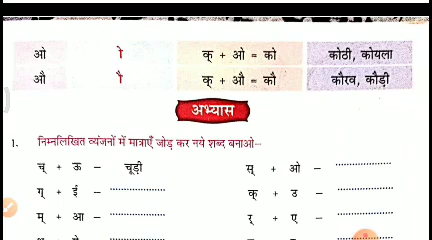 ओ ो क् + ओ = को कोठी, कोयला
औ ौ क् + औ = कौ कौरव, कौड़ी
अभ्यास
1. निम्नलिखित व्यंजनों में मात्राएँ जोड़ कर नये शब्द बनाओ–
च् + ऊ – चूड़ी स् + ओ – ..................
ग् + ई – .................. क् + उ – ..................
म् + आ – .................. र् + ए – ..................